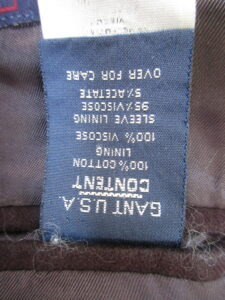 GANT U.S.A
CONTENT
100% COTTON
LINING
100% VISCOSE
SLEEVE LINING
95% VISCOSE
5% ACETATE
OVER FOR CARE